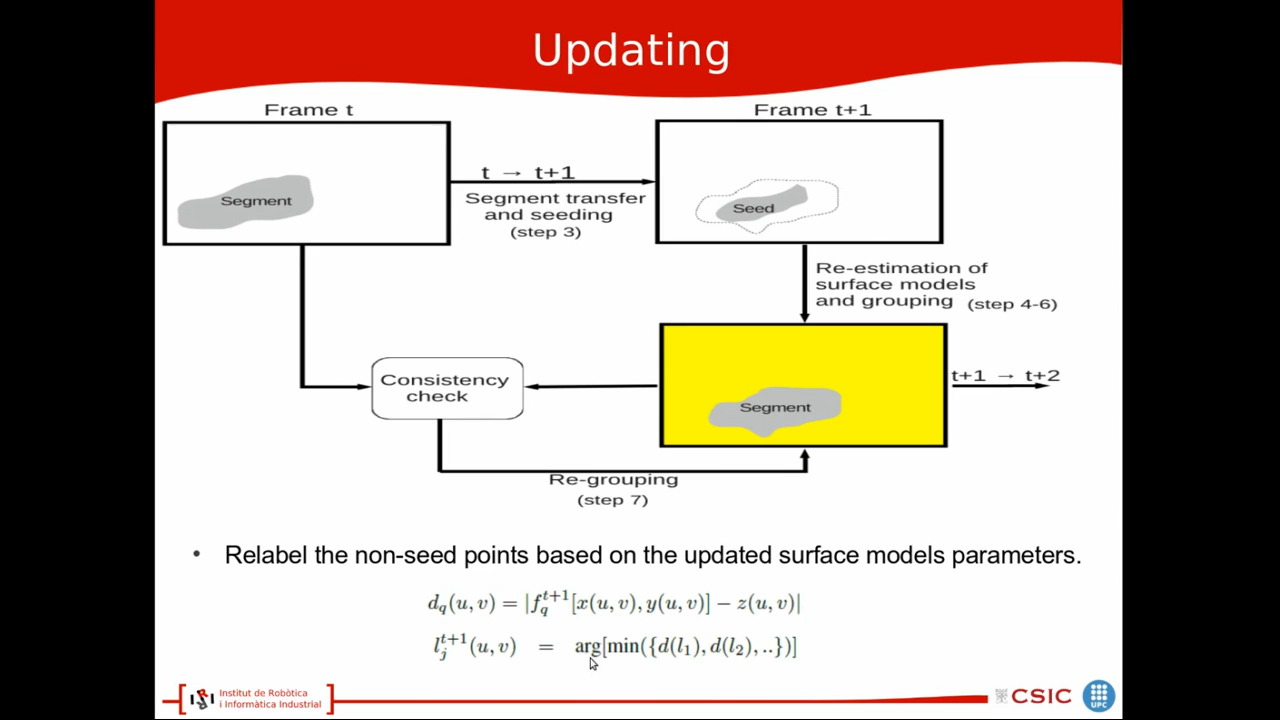 Updating
Frame t
Frame t+1
Segment
t → t+1
Segment transfer
and seeding
(step 3)
Seed
Re-estimation of
surface models
and grouping (step 4-6)
Consistency
check
Segment
t+1 → t+2
Re-grouping
(step 7)
• Relabel the non-seed points based on the updated surface models parameters.
d_q(u, v) = |f_q^{t+1}[x(u, v), y(u, v)] − z(u, v)|
l_j^{t+1}(u, v) = arg[min({d(l_1), d(l_2), ..})]
IRI
Institut de Robòtica
i Informàtica Industrial
CSIC
UPC